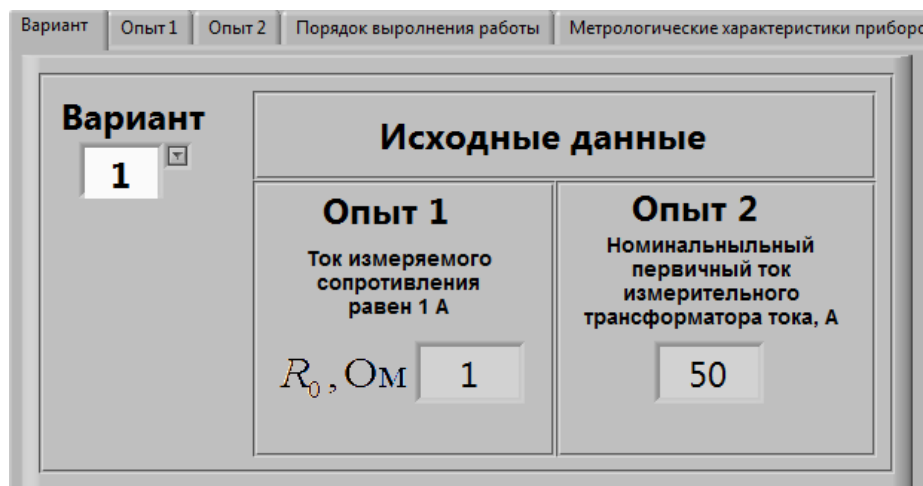 Вариант Опыт 1 Опыт 2 Порядок выролнения работы Метрологические характеристики приборо
Вариант
1
Исходные данные
Опыт 1
Ток измеряемого
сопротивления
равен 1 А
R₀, Ом 1
Опыт 2
Номинальныльный
первичный ток
измерительного
трансформатора тока, А
50